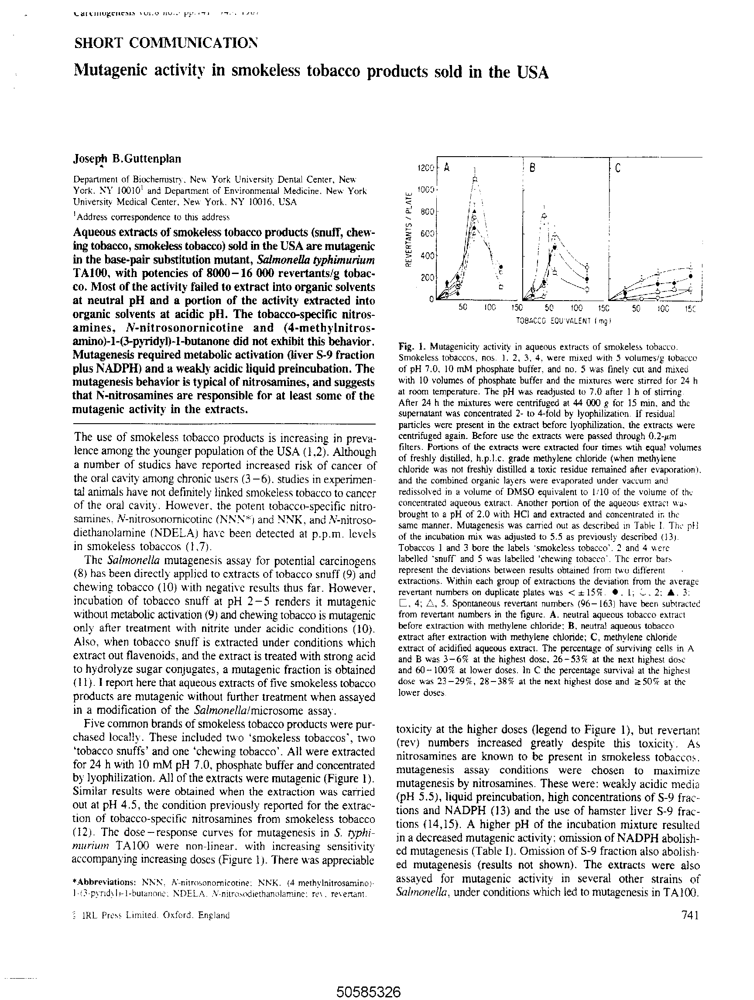 SHORT COMMUNICATION
Mutagenic activity in smokeless tobacco products sold in the USA
Joseph B.Guttenplan
Department of Biochemistry, New York University Dental Center, New
York, NY 10010¹ and Department of Environmental Medicine, New York
University Medical Center, New York, NY 10016, USA
¹Address correspondence to this address
Aqueous extracts of smokeless tobacco products (snuff, chew-
ing tobacco, smokeless tobacco) sold in the USA are mutagenic
in the base-pair substitution mutant, Salmonella typhimurium
TA100, with potencies of 8000–16 000 revertants/g tobac-
co. Most of the activity failed to extract into organic solvents
at neutral pH and a portion of the activity extracted into
organic solvents at acidic pH. The tobacco-specific nitros-
amines, N-nitrosonornicotine and (4-methylnitros-
amino)-1-(3-pyridyl)-1-butanone did not exhibit this behavior.
Mutagenesis required metabolic activation (liver S-9 fraction
plus NADPH) and a weakly acidic liquid preincubation. The
mutagenesis behavior is typical of nitrosamines, and suggests
that N-nitrosamines are responsible for at least some of the
mutagenic activity in the extracts.
The use of smokeless tobacco products is increasing in preva-
lence among the younger population of the USA (1,2). Although
a number of studies have reported increased risk of cancer of
the oral cavity among chronic users (3–6), studies in experimen-
tal animals have not definitely linked smokeless tobacco to cancer
of the oral cavity. However, the potent tobacco-specific nitro-
samines, N-nitrosonornicotine (NNN*) and NNK, and N-nitroso-
diethanolamine (NDELA) have been detected at p.p.m. levels
in smokeless tobaccos (1,7).
The Salmonella mutagenesis assay for potential carcinogens
(8) has been directly applied to extracts of tobacco snuff (9) and
chewing tobacco (10) with negative results thus far. However,
incubation of tobacco snuff at pH 2–5 renders it mutagenic
without metabolic activation (9) and chewing tobacco is mutagenic
only after treatment with nitrite under acidic conditions (10).
Also, when tobacco snuff is extracted under conditions which
extract out flavenoids, and the extract is treated with strong acid
to hydrolyze sugar conjugates, a mutagenic fraction is obtained
(11). I report here that aqueous extracts of five smokeless tobacco
products are mutagenic without further treatment when assayed
in a modification of the Salmonella/microsome assay.
Five common brands of smokeless tobacco products were pur-
chased locally. These included two 'smokeless tobaccos', two
'tobacco snuffs' and one 'chewing tobacco'. All were extracted
for 24 h with 10 mM pH 7.0, phosphate buffer and concentrated
by lyophilization. All of the extracts were mutagenic (Figure 1).
Similar results were obtained when the extraction was carried
out at pH 4.5, the condition previously reported for the extrac-
tion of tobacco-specific nitrosamines from smokeless tobacco
(12). The dose–response curves for mutagenesis in S. typhi-
murium TA100 were non-linear, with increasing sensitivity
accompanying increasing doses (Figure 1). There was appreciable
*Abbreviations: NNN, N-nitrosonornicotine; NNK, (4 methylnitrosamino)-
1-(3-pyridyl)-1-butanone; NDELA, N-nitrosodiethanolamine; rev, revertant.
IRL Press Limited, Oxford, England
A
B
C
1200
1000
800
600
400
200
0
REVERTANTS / PLATE
50 100 150 50 100 150 50 100 150
TOBACCO EQUIVALENT (mg)
Fig. 1. Mutagenicity activity in aqueous extracts of smokeless tobacco.
Smokeless tobaccos, nos. 1, 2, 3, 4, were mixed with 5 volumes/g tobacco
of pH 7.0, 10 mM phosphate buffer, and no. 5 was finely cut and mixed
with 10 volumes of phosphate buffer and the mixtures were stirred for 24 h
at room temperature. The pH was readjusted to 7.0 after 1 h of stirring.
After 24 h the mixtures were centrifuged at 44 000 g for 15 min, and the
supernatant was concentrated 2- to 4-fold by lyophilization. If residual
particles were present in the extract before lyophilization, the extracts were
centrifuged again. Before use the extracts were passed through 0.2-μm
filters. Portions of the extracts were extracted four times with equal volumes
of freshly distilled, h.p.l.c. grade methylene chloride (when methylene
chloride was not freshly distilled a toxic residue remained after evaporation),
and the combined organic layers were evaporated under vaccum and
redissolved in a volume of DMSO equivalent to 1/10 of the volume of the
concentrated aqueous extract. Another portion of the aqueous extract was
brought to a pH of 2.0 with HCl and extracted and concentrated in the
same manner. Mutagenesis was carried out as described in Table I. The pH
of the incubation mix was adjusted to 5.5 as previously described (13).
Tobaccos 1 and 3 bore the labels 'smokeless tobacco', 2 and 4 were
labelled 'snuff' and 5 was labelled 'chewing tobacco'. The error bars
represent the deviations between results obtained from two different
extractions. Within each group of extractions the deviation from the average
revertant numbers on duplicate plates was < ±15%. ●, 1; ○, 2; ▲, 3;
□, 4; △, 5. Spontaneous revertant numbers (96–163) have been subtracted
from revertant numbers in the figure. A, neutral aqueous tobacco extract
before extraction with methylene chloride; B, neutral aqueous tobacco
extract after extraction with methylene chloride; C, methylene chloride
extract of acidified aqueous extract. The percentage of surviving cells in A
and B was 3–6% at the highest dose, 26–53% at the next highest dose
and 60–100% at lower doses. In C the percentage survival at the highest
dose was 23–29%, 28–38% at the next highest dose and ≥50% at the
lower doses.
toxicity at the higher doses (legend to Figure 1), but revertant
(rev) numbers increased greatly despite this toxicity. As
nitrosamines are known to be present in smokeless tobaccos,
mutagenesis assay conditions were chosen to maximize
mutagenesis by nitrosamines. These were: weakly acidic media
(pH 5.5), liquid preincubation, high concentrations of S-9 frac-
tions and NADPH (13) and the use of hamster liver S-9 frac-
tions (14,15). A higher pH of the incubation mixture resulted
in a decreased mutagenic activity; omission of NADPH abolish-
ed mutagenesis (Table I). Omission of S-9 fraction also abolish-
ed mutagenesis (results not shown). The extracts were also
assayed for mutagenic activity in several other strains of
Salmonella, under conditions which led to mutagenesis in TA100.
741
50585326